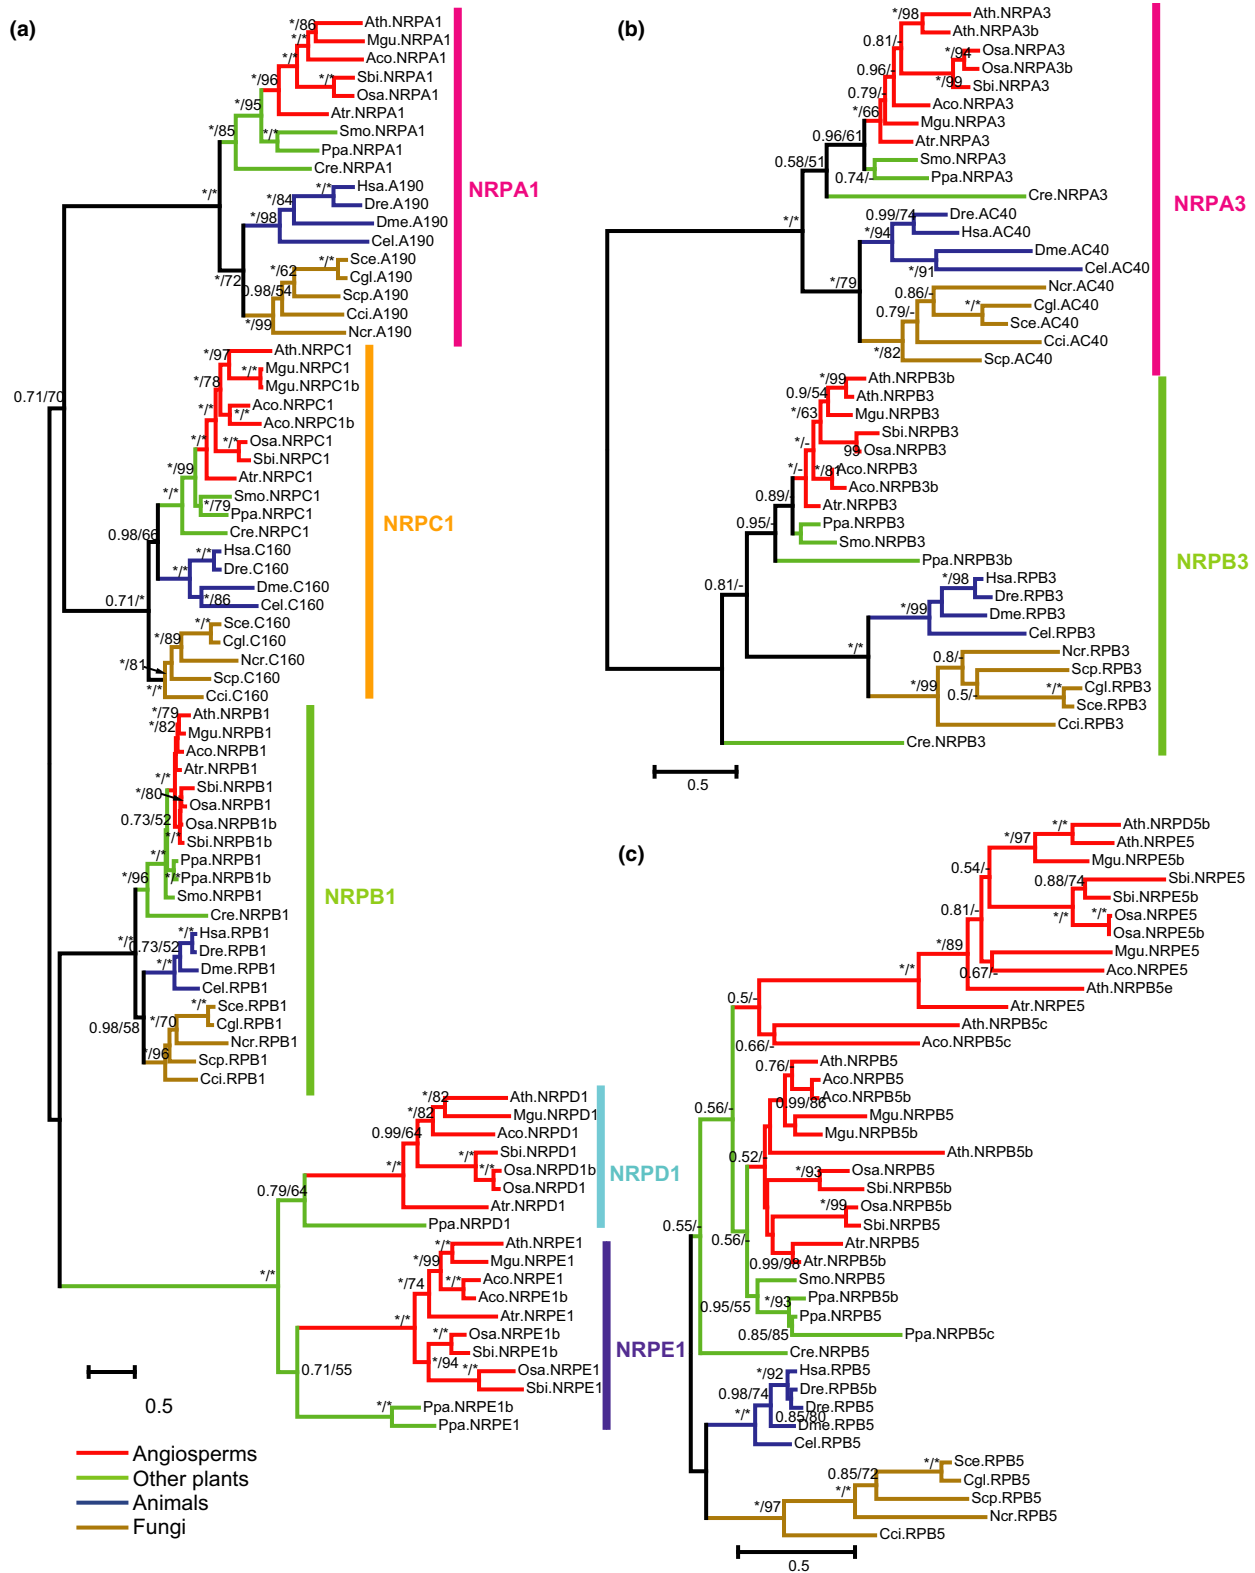 (a)
*/86
Ath.NRPA1
*/*
Mgu.NRPA1
*/*
Aco.NRPA1
*/96
*/*
Sbi.NRPA1
Osa.NRPA1
*/95
Atr.NRPA1
*/85
*/*
Smo.NRPA1
Ppa.NRPA1
Cre.NRPA1
NRPA1
*/*
*/*
Hsa.A190
*/84
Dre.A190
*/98
Dme.A190
Cel.A190
*/72
*/*
Sce.A190
*/62
Cgl.A190
0.98/54
Scp.A190
Cci.A190
*/99
Ncr.A190
0.71/70
*/97
Ath.NRPC1
*/*
Mgu.NRPC1
*/78
Mgu.NRPC1b
*/*
Aco.NRPC1
*/*
Aco.NRPC1b
*/*
*/*
Osa.NRPC1
Sbi.NRPC1
*/99
Atr.NRPC1
*/*
Smo.NRPC1
*/79
Ppa.NRPC1
Cre.NRPC1
NRPC1
0.98/66
*/*
Hsa.C160
*/*
Dre.C160
Dme.C160
*/86
Cel.C160
0.71/*
*/*
Sce.C160
*/89
Cgl.C160
*/81
Ncr.C160
Scp.C160
*/*
Cci.C160
*/79
Ath.NRPB1
*/82
Mgu.NRPB1
Aco.NRPB1
*/*
Atr.NRPB1
*/80
Sbi.NRPB1
Osa.NRPB1
0.73/52
Osa.NRPB1b
*/*
Sbi.NRPB1b
*/*
Ppa.NRPB1
*/96
*/*
Ppa.NRPB1b
Smo.NRPB1
Cre.NRPB1
NRPB1
*/*
0.73/52
*/*
Hsa.RPB1
Dre.RPB1
*/*
Dme.RPB1
Cel.RPB1
0.98/58
*/*
Sce.RPB1
*/70
Cgl.RPB1
Ncr.RPB1
*/96
Scp.RPB1
Cci.RPB1
*/82
Ath.NRPD1
*/82
Mgu.NRPD1
0.99/64
Aco.NRPD1
*/*
*/*
Sbi.NRPD1
*/*
Osa.NRPD1b
Osa.NRPD1
0.79/64
Atr.NRPD1
Ppa.NRPD1
NRPD1
*/*
*/*
Ath.NRPE1
*/99
Mgu.NRPE1
*/74
*/*
Aco.NRPE1
Aco.NRPE1b
*/*
Atr.NRPE1
*/*
Osa.NRPE1b
Sbi.NRPE1b
*/94
*/*
Osa.NRPE1
Sbi.NRPE1
0.71/55
*/*
Ppa.NRPE1b
Ppa.NRPE1
NRPE1
0.5
Angiosperms
Other plants
Animals
Fungi
(b)
*/98
Ath.NRPA3
0.81/-
Ath.NRPA3b
*/94
Osa.NRPA3
0.96/-
Osa.NRPA3b
*/99
Sbi.NRPA3
0.79/-
Aco.NRPA3
*/66
Mgu.NRPA3
0.96/61
Atr.NRPA3
0.58/51
Smo.NRPA3
0.74/-
Ppa.NRPA3
Cre.NRPA3
NRPA3
*/*
0.99/74
Dre.AC40
*/94
Hsa.AC40
Dme.AC40
*/91
Cel.AC40
*/79
0.86/-
Ncr.AC40
0.79/-
*/*
Cgl.AC40
Sce.AC40
Cci.AC40
*/82
Scp.AC40
*/99
Ath.NRPB3b
0.9/54
Ath.NRPB3
*/63
Mgu.NRPB3
Sbi.NRPB3
*/-
99
Osa.NRPB3
*/-
*/81
Aco.NRPB3
Aco.NRPB3b
0.89/-
Atr.NRPB3
0.95/-
Ppa.NRPB3
Smo.NRPB3
Ppa.NRPB3b
NRPB3
0.81/-
*/98
Hsa.RPB3
*/99
Dre.RPB3
Dme.RPB3
Cel.RPB3
*/*
0.8/-
Ncr.RPB3
Scp.RPB3
*/99
0.5/-
*/*
Cgl.RPB3
Sce.RPB3
Cci.RPB3
Cre.NRPB3
0.5
(c)
*/*
Ath.NRPD5b
*/97
Ath.NRPE5
Mgu.NRPE5b
0.54/-
0.88/74
Sbi.NRPE5
Sbi.NRPE5b
0.81/-
*/*
*/*
Osa.NRPE5
Osa.NRPE5b
*/89
Mgu.NRPE5
*/*
0.67/-
Aco.NRPE5
Ath.NRPB5e
0.5/-
Atr.NRPE5
Ath.NRPB5c
0.66/-
Aco.NRPB5c
0.76/-
Ath.NRPB5
Aco.NRPB5
0.99/86
Aco.NRPB5b
0.56/-
Mgu.NRPB5
Mgu.NRPB5b
0.52/-
Ath.NRPB5b
*/93
Osa.NRPB5
Sbi.NRPB5b
*/99
Osa.NRPB5b
0.55/-
Sbi.NRPB5
0.56/-
Atr.NRPB5
0.99/98
Atr.NRPB5b
Smo.NRPB5
0.95/55
*/93
Ppa.NRPB5b
Ppa.NRPB5
0.85/85
Ppa.NRPB5c
Cre.NRPB5
*/92
Hsa.RPB5
0.98/74
Dre.RPB5b
Dre.RPB5
*/*
0.85/80
Dme.RPB5
Cel.RPB5
*/*
Sce.RPB5
0.85/72
Cgl.RPB5
*/*
Scp.RPB5
*/97
Ncr.RPB5
Cci.RPB5
0.5